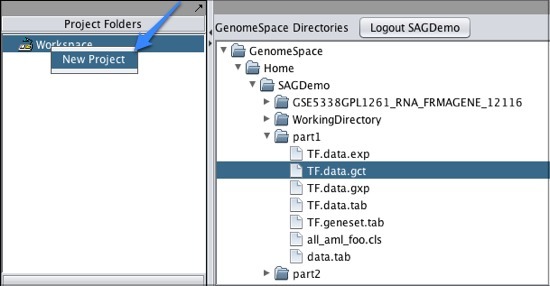 Project Folders
Workspace
New Project
GenomeSpace Directories
Logout SAGDemo
GenomeSpace
Home
SAGDemo
GSE5338GPL1261_RNA_FRMAGENE_12116
WorkingDirectory
part1
TF.data.exp
TF.data.gct
TF.data.gxp
TF.data.tab
TF.geneset.tab
all_aml_foo.cls
data.tab
part2